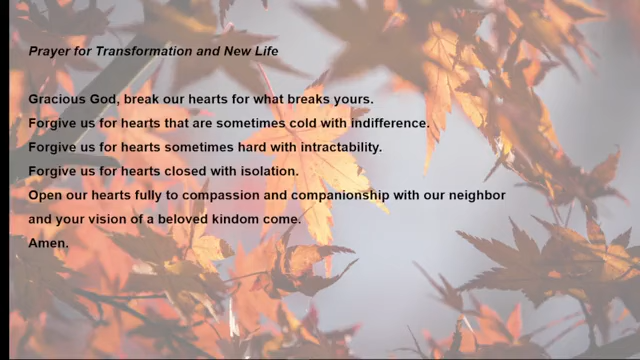 Prayer for Transformation and New Life
Gracious God, break our hearts for what breaks yours.
Forgive us for hearts that are sometimes cold with indifference.
Forgive us for hearts sometimes hard with intractability.
Forgive us for hearts closed with isolation.
Open our hearts fully to compassion and companionship with our neighbor
and your vision of a beloved kindom come.
Amen.